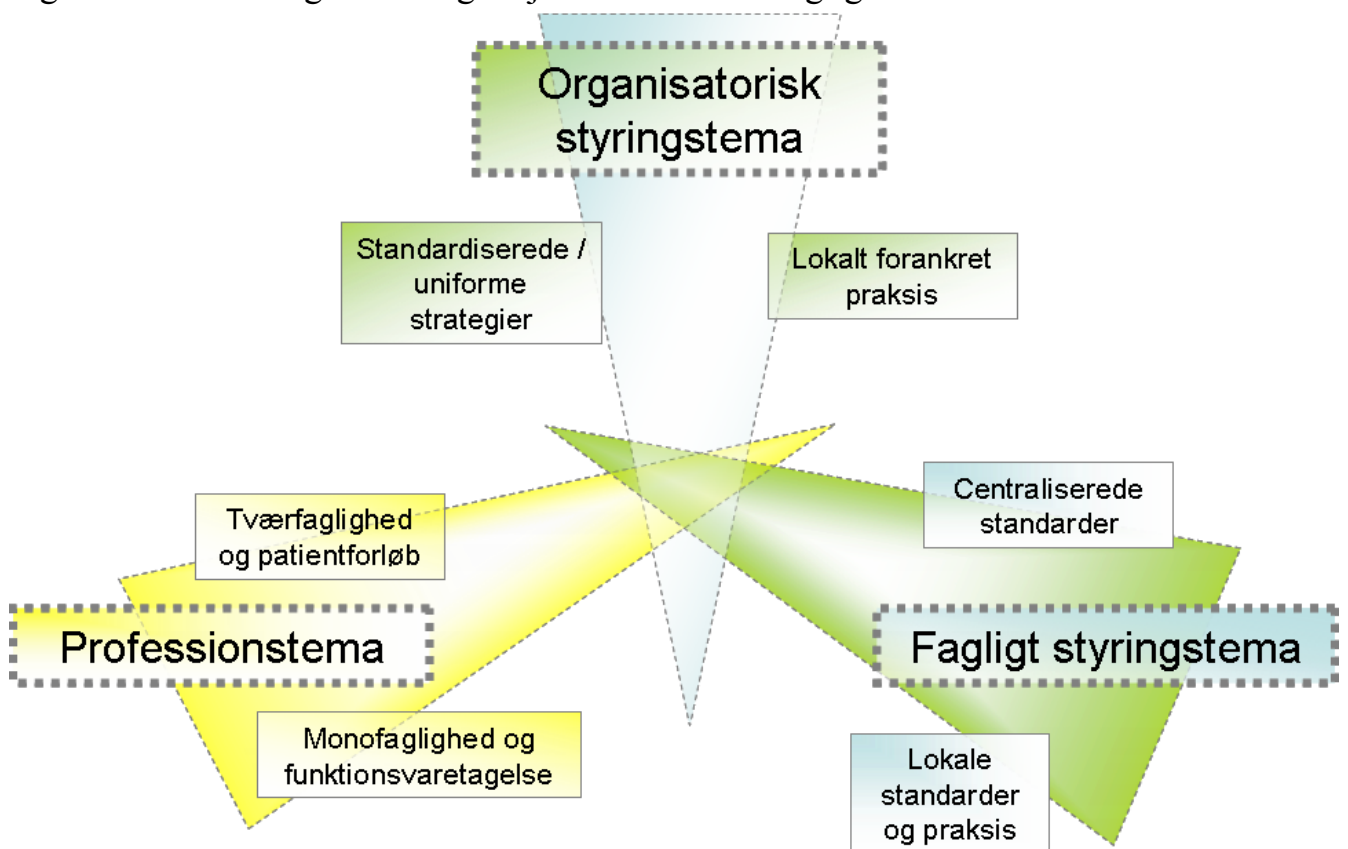 Organisatorisk
styringstema
Standardiserede /
uniforme
strategier
Lokalt forankret
praksis
Centraliserede
standarder
Tværfaglighed
og patientforløb
Professionstema
Fagligt styringstema
Monofaglighed og
funktionsvaretagelse
Lokale
standarder
og praksis